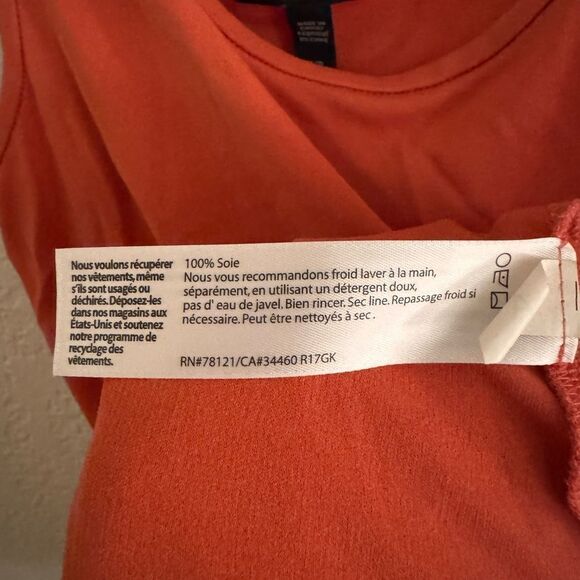 Nous voulons récupérer
nos vêtements, même
s'ils sont usagés ou
déchirés. Déposez-les
dans nos magasins aux
États-Unis et soutenez
notre programme de
recyclage des
vêtements.
100% Soie
Nous vous recommandons froid laver à la main,
séparément, en utilisant un détergent doux,
pas d' eau de javel. Bien rincer. Sec line. Repassage froid si
nécessaire. Peut être nettoyés à sec .
RN#78121/CA#34460 R17GK